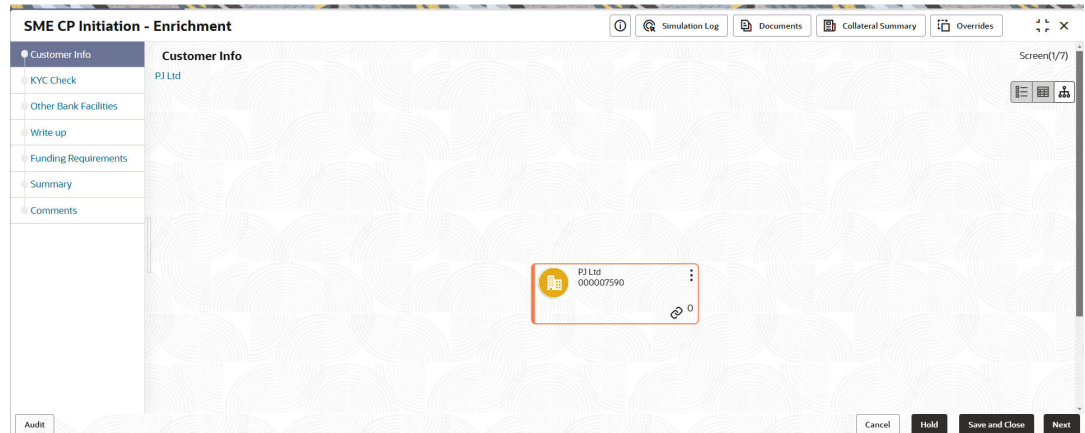 SME CP Initiation - Enrichment
Simulation Log
Documents
Collateral Summary
Overrides
Customer Info
KYC Check
Other Bank Facilities
Write up
Funding Requirements
Summary
Comments
Customer Info
Screen(1/7)
PJ Ltd
PJ Ltd
000007590
0
Audit
Cancel
Hold
Save and Close
Next